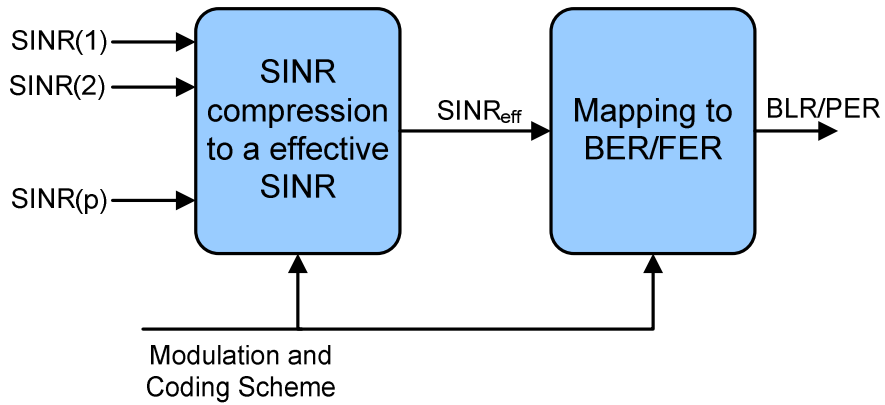 SINR(1)
SINR(2)
SINR(p)
SINR
compression
to a effective
SINR
SINReff
Mapping to
BER/FER
BLR/PER
Modulation and
Coding Scheme